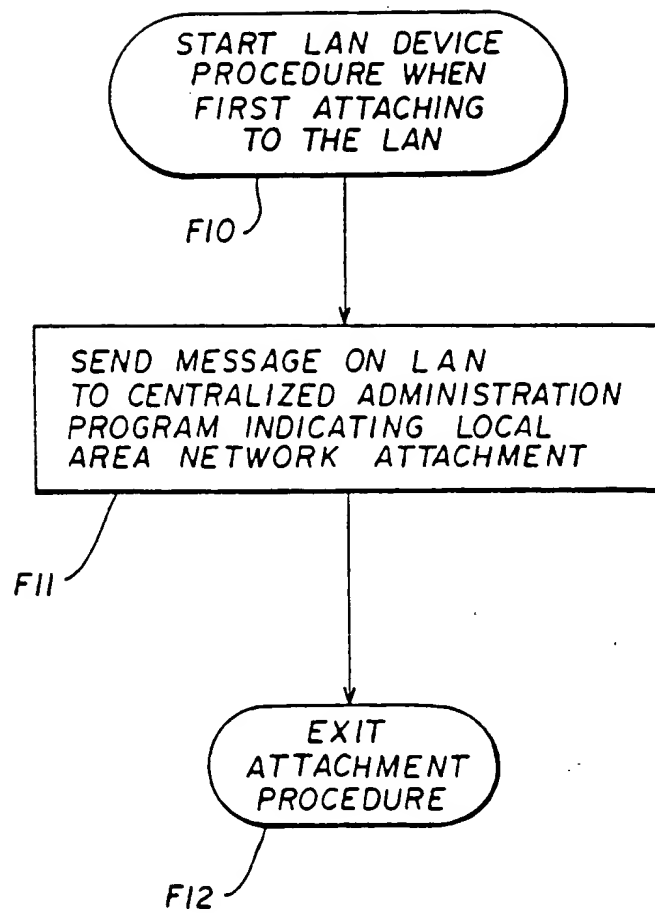 START LAN DEVICE
PROCEDURE WHEN
FIRST ATTACHING
TO THE LAN
F10
SEND MESSAGE ON LAN
TO CENTRALIZED ADMINISTRATION
PROGRAM INDICATING LOCAL
AREA NETWORK ATTACHMENT
F11
EXIT
ATTACHMENT
PROCEDURE
F12